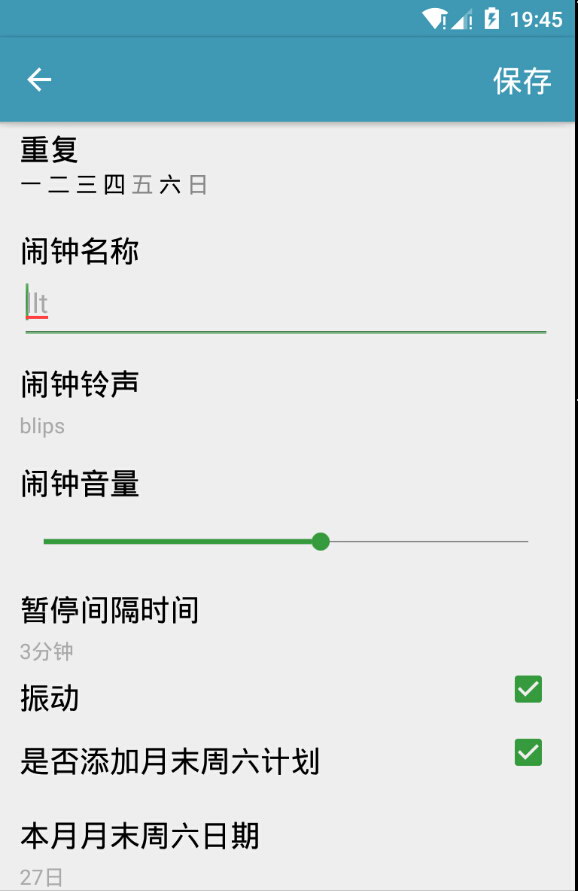 19:45
保存
重复
一 二 三 四 五 六 日
闹钟名称
llt
闹钟铃声
blips
闹钟音量
暂停间隔时间
3分钟
振动
是否添加月末周六计划
本月月末周六日期
27日